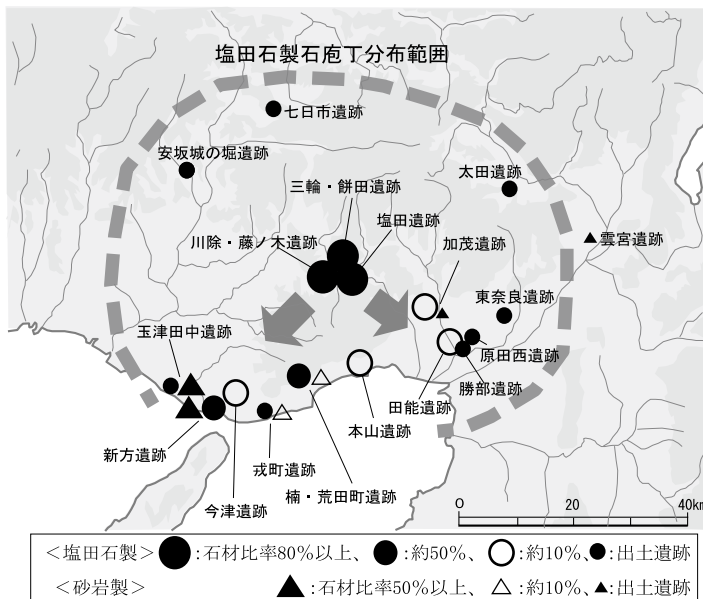 塩田石製石庖丁分布範囲
七日市遺跡
安坂城の堀遺跡
太田遺跡
三輪・餅田遺跡
塩田遺跡
川除・藤ノ木遺跡
加茂遺跡
雲宮遺跡
東奈良遺跡
玉津田中遺跡
原田西遺跡
勝部遺跡
田能遺跡
本山遺跡
新方遺跡
戎町遺跡
楠・荒田町遺跡
今津遺跡
0 20 40km
＜塩田石製＞ :石材比率80％以上、 :約50％、 :約10％、 :出土遺跡
＜砂岩製＞ :石材比率50％以上、 :約10％、 :出土遺跡